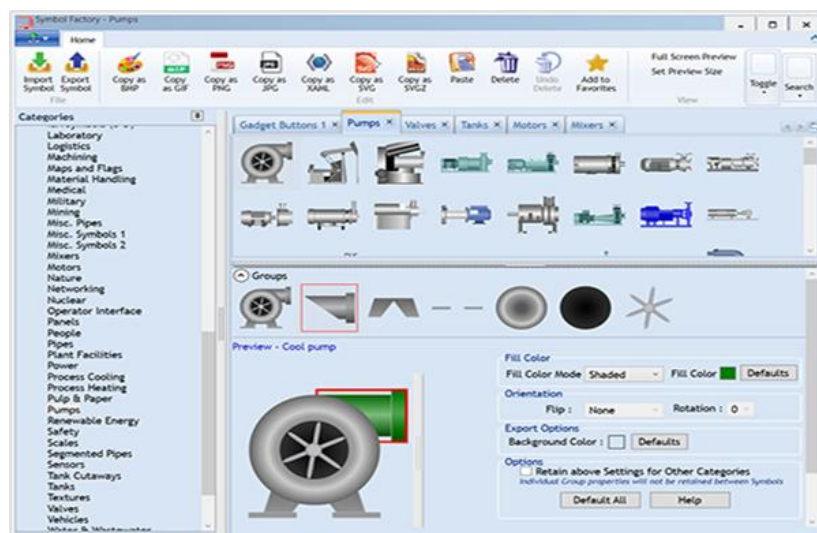 Symbol Factory - Pumps
Home
Import Symbol
Export Symbol
Copy as BMP
Copy as GIF
Copy as PNG
Copy as JPG
Copy as XAML
Copy as SVG
Copy as SVGZ
Paste
Delete
Undo Delete
Add to Favorites
Full Screen Preview
Set Preview Size
Toggle
Search
File
Edit
View
Categories
Laboratory
Logistics
Machining
Maps and Flags
Material Handling
Medical
Military
Mining
Misc. Pipes
Misc. Symbols 1
Misc. Symbols 2
Mixers
Motors
Nature
Networking
Nuclear
Operator Interface
Panels
People
Pipes
Plant Facilities
Power
Process Cooling
Process Heating
Pulp & Paper
Pumps
Renewable Energy
Safety
Scales
Segmented Pipes
Sensors
Tank Cutaways
Tanks
Textures
Valves
Vehicles
Water & Wastewater
Gadget Buttons 1
Pumps
Valves
Tanks
Motors
Mixers
Groups
Preview - Cool pump
Fill Color
Fill Color Mode Shaded Fill Color Defaults
Orientation
Flip : None Rotation : 0
Export Options
Background Color : Defaults
Options
Retain above Settings for Other Categories
Individual Group properties will not be retained between Symbols
Default All Help